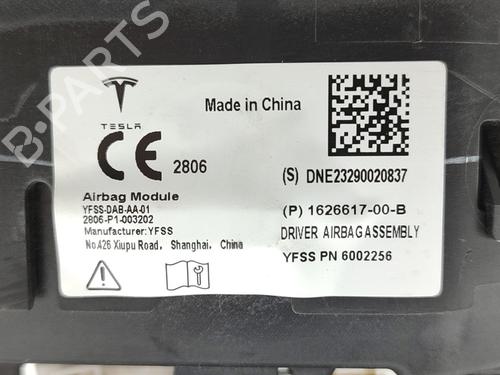 B-PARTS
TESLA
Made in China
CE 2806
(S) DNE23290020837
Airbag Module
YFSS-DAB-AA-01
2806-P1-003202
Manufacturer:YFSS
No.426 Xiupu Road, Shanghai, China
(P) 1626617-00-B
DRIVER AIRBAG ASSEMBLY
YFSS PN 6002256